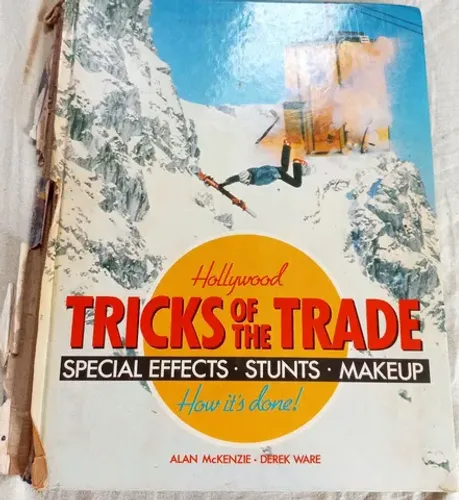 Hollywood
TRICKS OF THE TRADE
SPECIAL EFFECTS · STUNTS · MAKEUP
How it's done!
ALAN McKENZIE · DEREK WARE